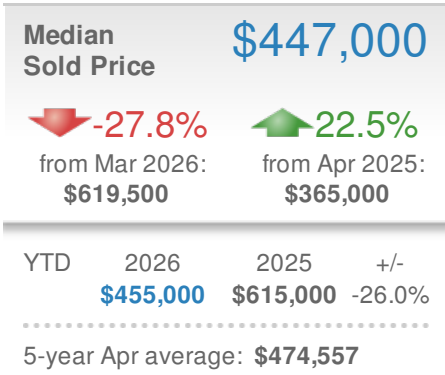 Median
Sold Price
$447,000
-27.8%
22.5%
from Mar 2026:
$619,500
from Apr 2025:
$365,000
YTD 2026 2025 +/-
$455,000 $615,000 -26.0%
5-year Apr average: $474,557